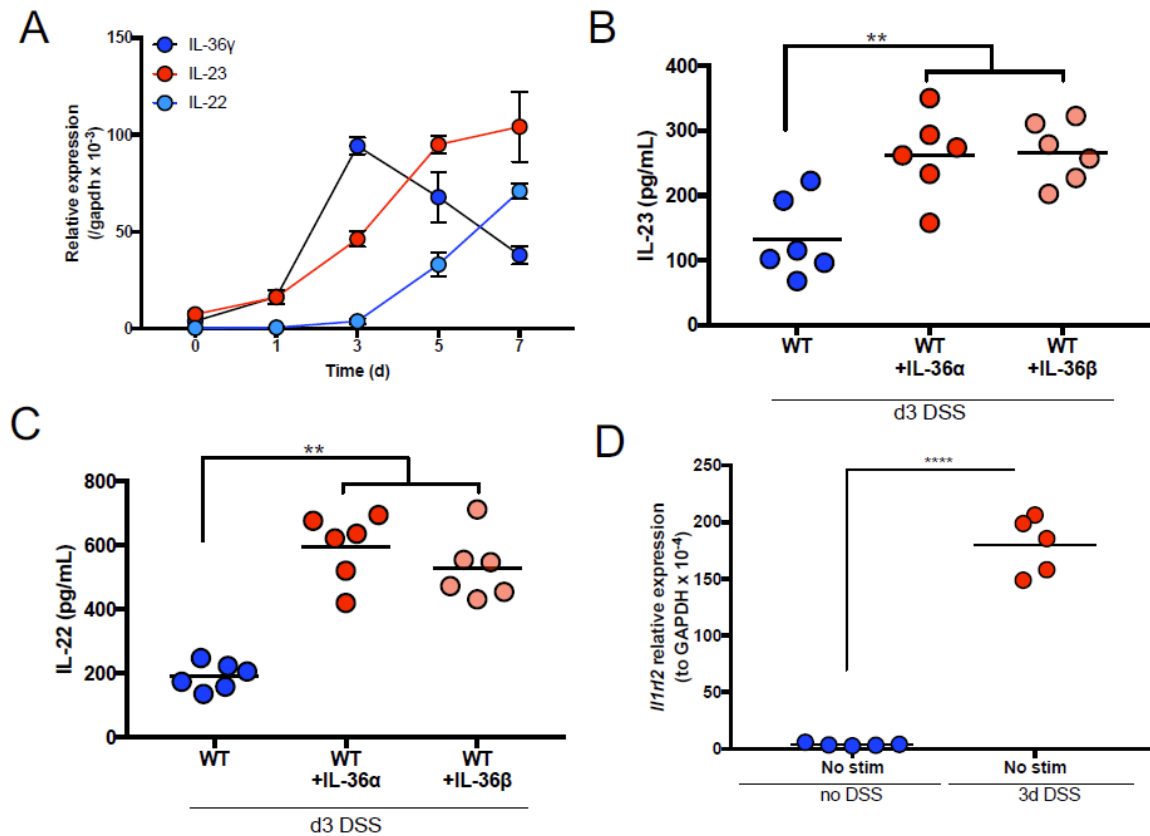 A
IL-36γ
IL-23
IL-22
Relative expression
(/gapdh x 10-3)
150
100
50
0
0 1 3 5 7
Time (d)
B
**
IL-23 (pg/mL)
400
300
200
100
0
WT WT WT
+IL-36α +IL-36β
d3 DSS
C
**
IL-22 (pg/mL)
800
600
400
200
0
WT WT WT
+IL-36α +IL-36β
d3 DSS
D
****
Il1rl2 relative expression
(to GAPDH x 10-4)
250
200
150
100
50
0
No stim No stim
no DSS 3d DSS